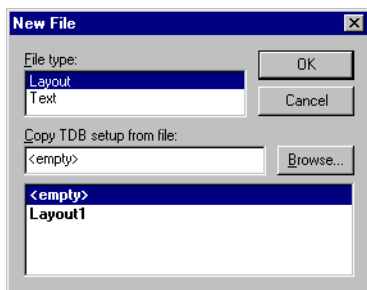 New File
File type:
Layout
Text
OK
Cancel
Copy TDB setup from file:
<empty>
Browse...
<empty>
Layout1